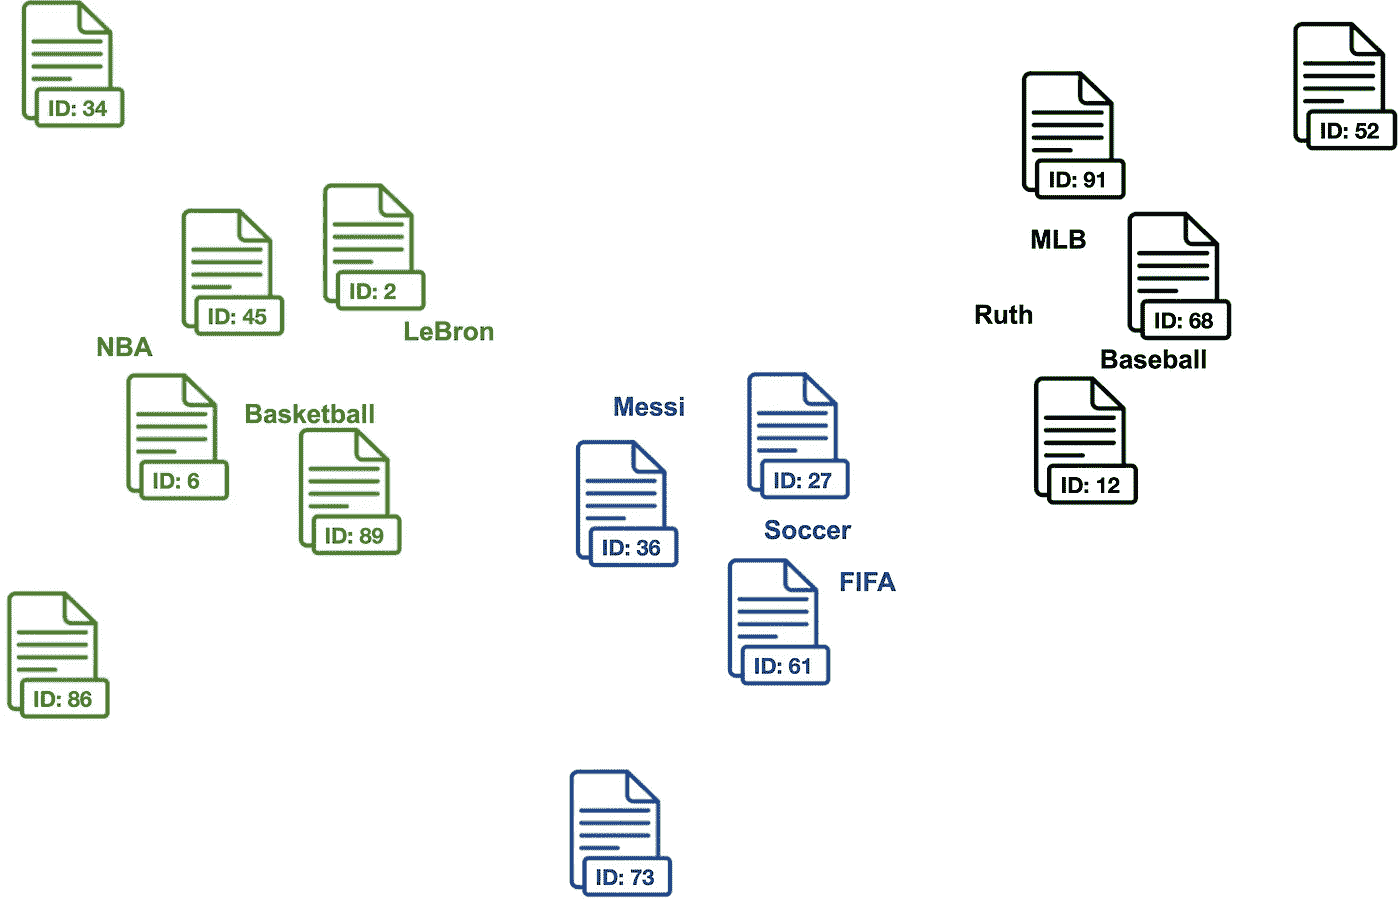 ID: 34
ID: 52
ID: 91
MLB
ID: 2
ID: 45
Ruth
ID: 68
LeBron
NBA
Baseball
Messi
Basketball
ID: 6
ID: 27
ID: 12
Soccer
ID: 89
ID: 36
FIFA
ID: 61
ID: 86
ID: 73